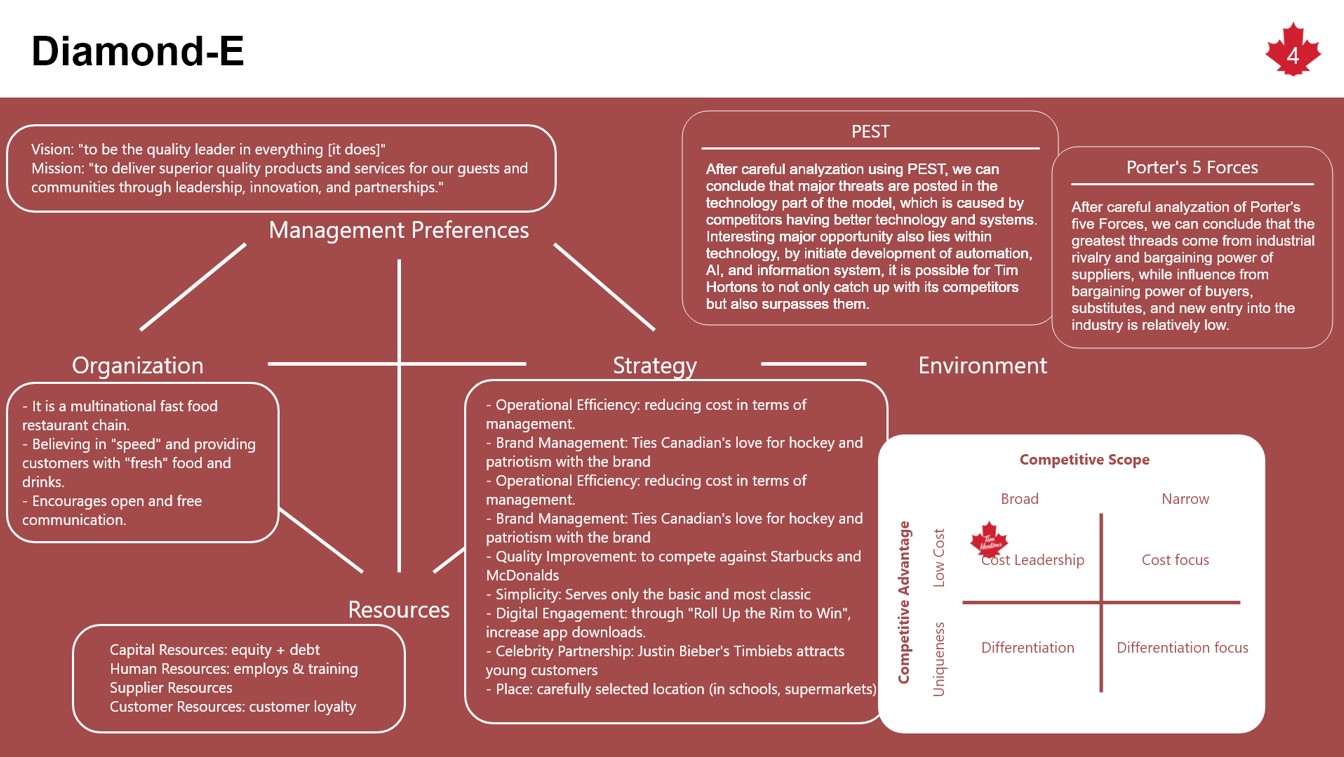 Diamond-E
4
Vision: "to be the quality leader in everything [it does]"
Mission: "to deliver superior quality products and services for our guests and
communities through leadership, innovation, and partnerships."
Management Preferences
PEST
After careful analyzation using PEST, we can
conclude that major threats are posted in the
technology part of the model, which is caused by
competitors having better technology and systems.
Interesting major opportunity also lies within
technology, by initiate development of automation,
AI, and information system, it is possible for Tim
Hortons to not only catch up with its competitors
but also surpasses them.
Porter's 5 Forces
After careful analyzation of Porter's
five Forces, we can conclude that the
greatest threads come from industrial
rivalry and bargaining power of
suppliers, while influence from
bargaining power of buyers,
substitutes, and new entry into the
industry is relatively low.
Organization
Strategy
Environment
- It is a multinational fast food
restaurant chain.
- Believing in "speed" and providing
customers with "fresh" food and
drinks.
- Encourages open and free
communication.
- Operational Efficiency: reducing cost in terms of
management.
- Brand Management: Ties Canadian's love for hockey and
patriotism with the brand
- Operational Efficiency: reducing cost in terms of
management.
- Brand Management: Ties Canadian's love for hockey and
patriotism with the brand
- Quality Improvement: to compete against Starbucks and
McDonalds
- Simplicity: Serves only the basic and most classic
- Digital Engagement: through "Roll Up the Rim to Win",
increase app downloads.
- Celebrity Partnership: Justin Bieber's Timbiebs attracts
young customers
- Place: carefully selected location (in schools, supermarkets)
Resources
Capital Resources: equity + debt
Human Resources: employs & training
Supplier Resources
Customer Resources: customer loyalty
Competitive Scope
Broad
Narrow
Competitive Advantage
Low Cost
Tim
Hortons
Cost Leadership
Cost focus
Uniqueness
Differentiation
Differentiation focus